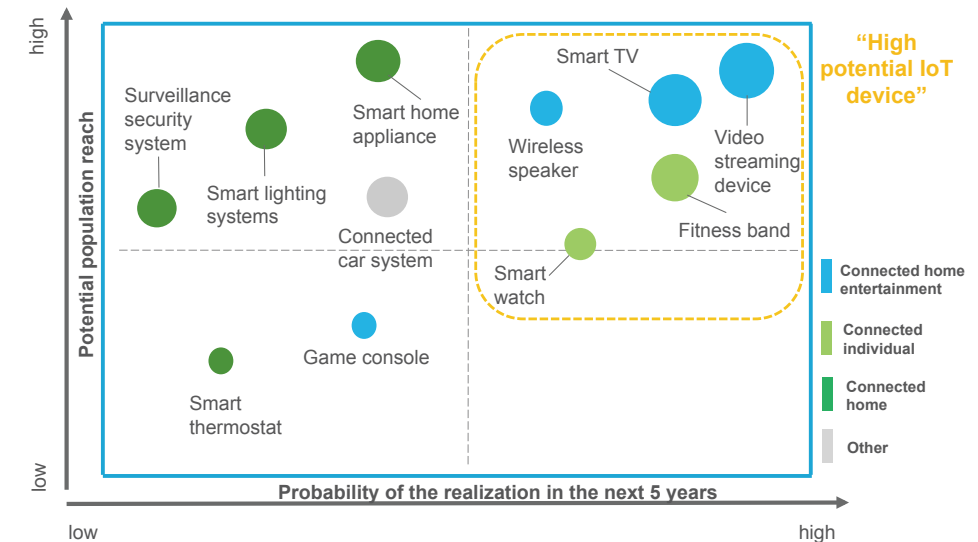 high
Potential population reach
low
Surveillance
security
system
Smart lighting
systems
Smart home
appliance
Connected
car system
Game console
Smart
thermostat
Smart TV
Wireless
speaker
Video
streaming
device
Fitness band
Smart
watch
“High
potential IoT
device”
Connected home
entertainment
Connected
individual
Connected
home
Other
Probability of the realization in the next 5 years
low
high